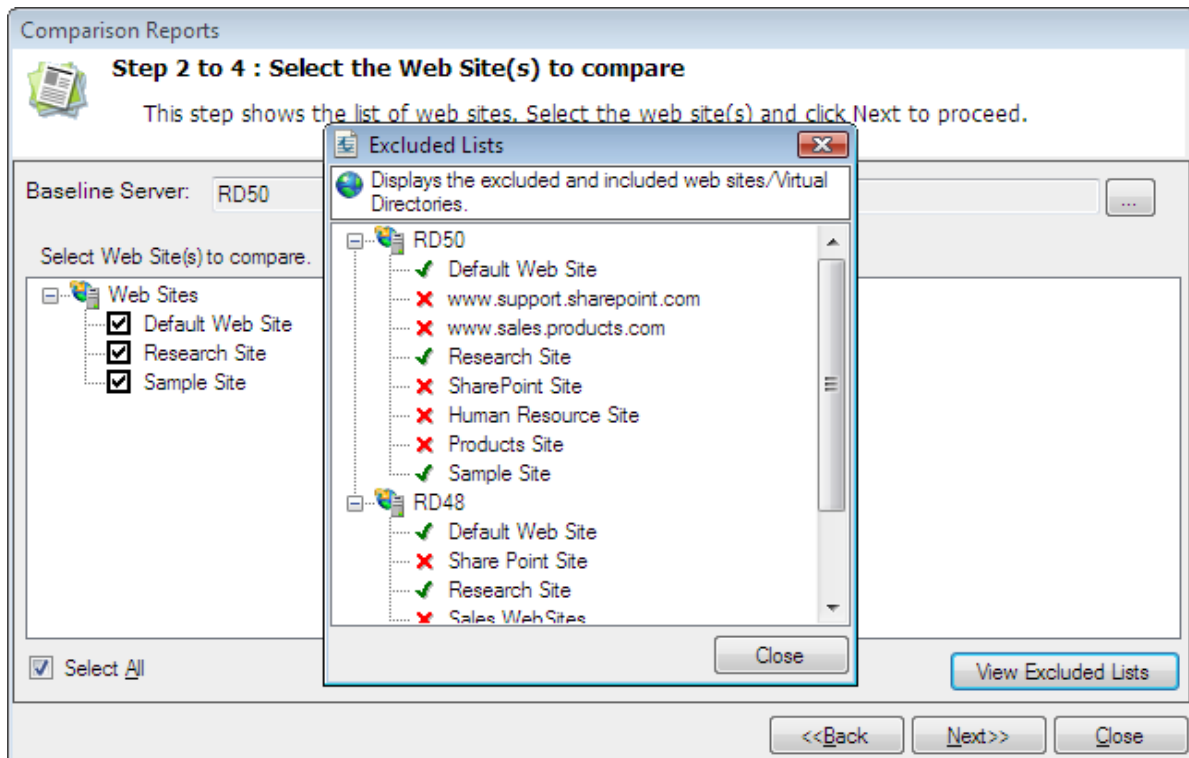 Comparison Reports
Step 2 to 4 : Select the Web Site(s) to compare
This step shows the list of web sites. Select the web site(s) and click Next to proceed.
Baseline Server:
RD50
...
Select Web Site(s) to compare.
Web Sites
Default Web Site
Research Site
Sample Site
Excluded Lists
Displays the excluded and included web sites/Virtual
Directories.
RD50
Default Web Site
www.support.sharepoint.com
www.sales.products.com
Research Site
SharePoint Site
Human Resource Site
Products Site
Sample Site
RD48
Default Web Site
Share Point Site
Research Site
Sales WebSites
Close
Select All
View Excluded Lists
<<Back
Next>>
Close